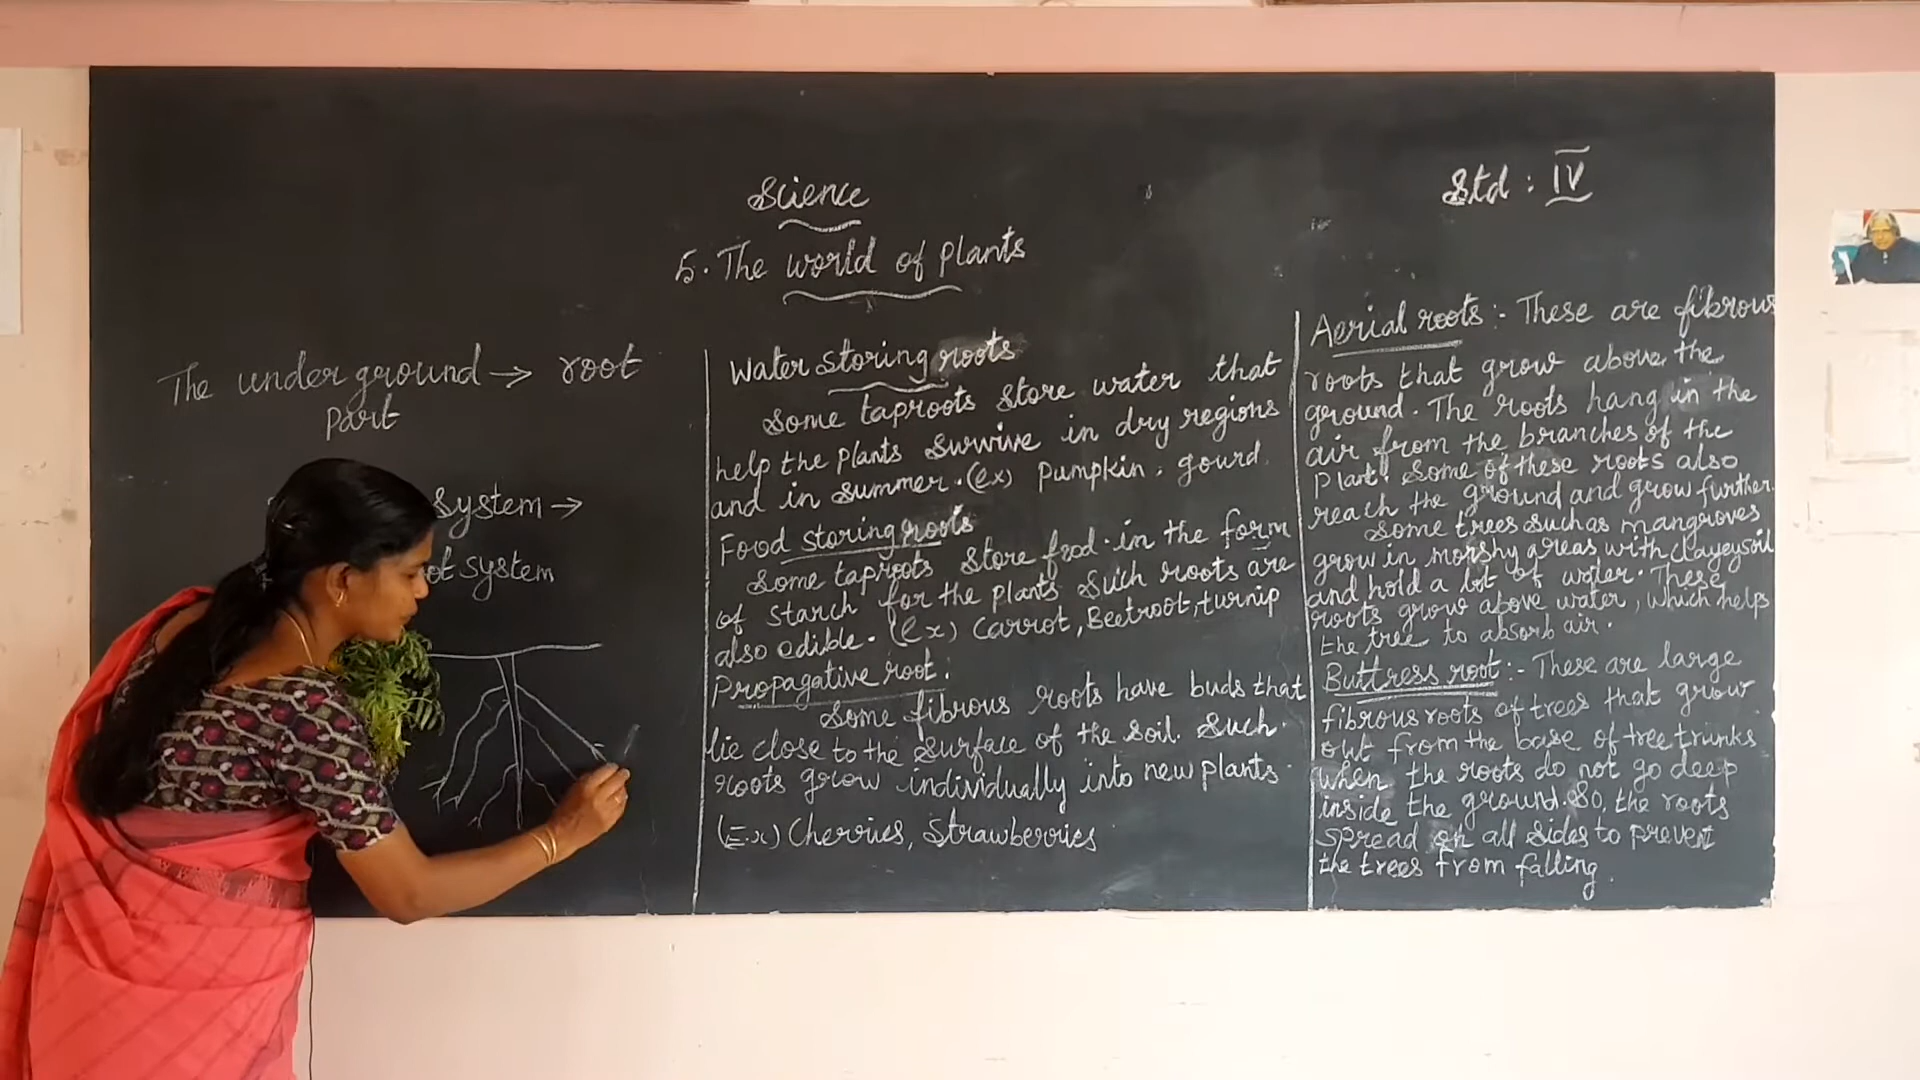 Science
Std : IV
5. The world of plants
The under ground → root
part
System →
ot system
Water storing roots
Some taproots store water that
help the plants survive in dry regions
and in summer. (ex) Pumpkin, gourd
Food storing roots
Some taproots store food in the form
of starch for the plants Such roots are
also edible. (ex) Carrot, Beetroot, turnip
Propagative root:
Some fibrous roots have buds that
lie close to the surface of the soil. Such
roots grow individually into new plants.
(Ex) Cherries, Strawberries
Aerial roots :- These are fibrous
roots that grow above the
ground. The roots hang in the
air from the branches of the
Plant. Some of these roots also
reach the ground and grow further.
Some trees such as mangroves
grow in marshy areas with clayey soil
and hold a lot of water. These
roots grow above water, which helps
the tree to absorb air.
Buttress root :- These are large
fibrous roots of trees that grow
out from the base of tree trunks
when the roots do not go deep
inside the ground. So, the roots
spread on all sides to prevent
the trees from falling.